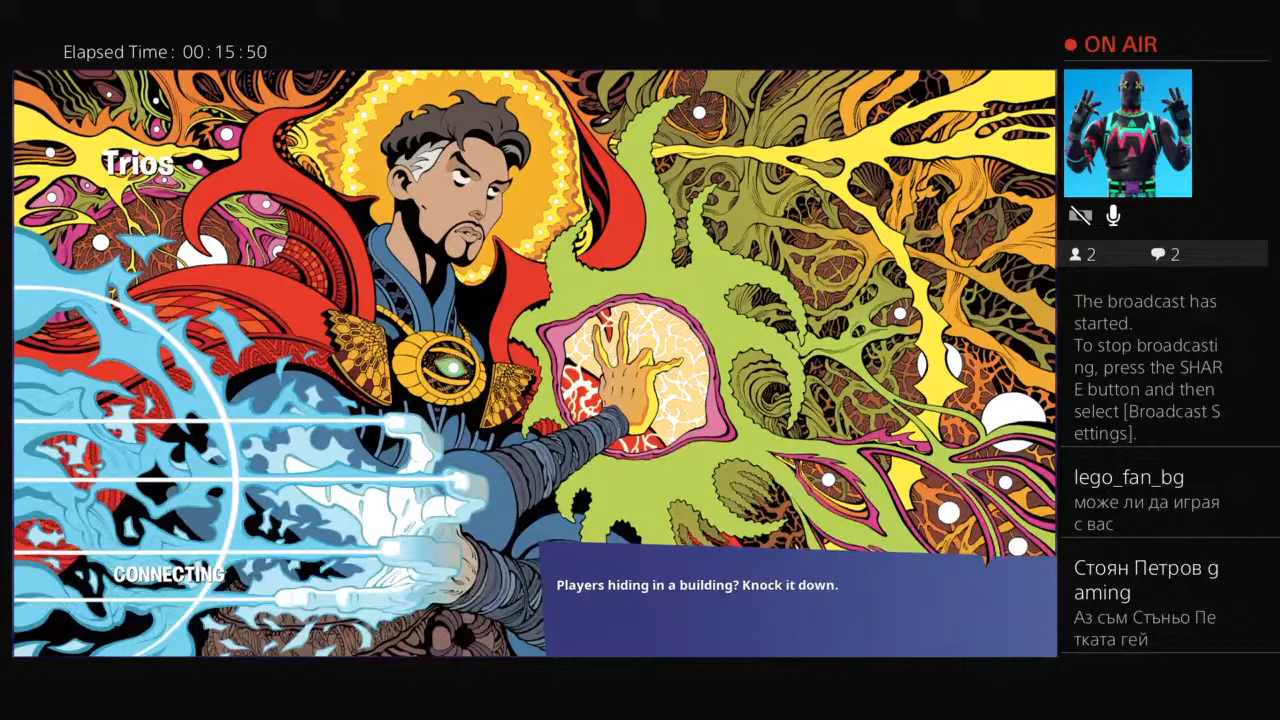 Elapsed Time: 00:15:50
Trios
CONNECTING
Players hiding in a building? Knock it down.
ON AIR
2
2
The broadcast has
started.
To stop broadcasti
ng, press the SHAR
E button and then
select [Broadcast S
ettings].
lego_fan_bg
може ли да играя
с вас
Стоян Петров g
aming
Аз съм Стъньо Пе
тката гей